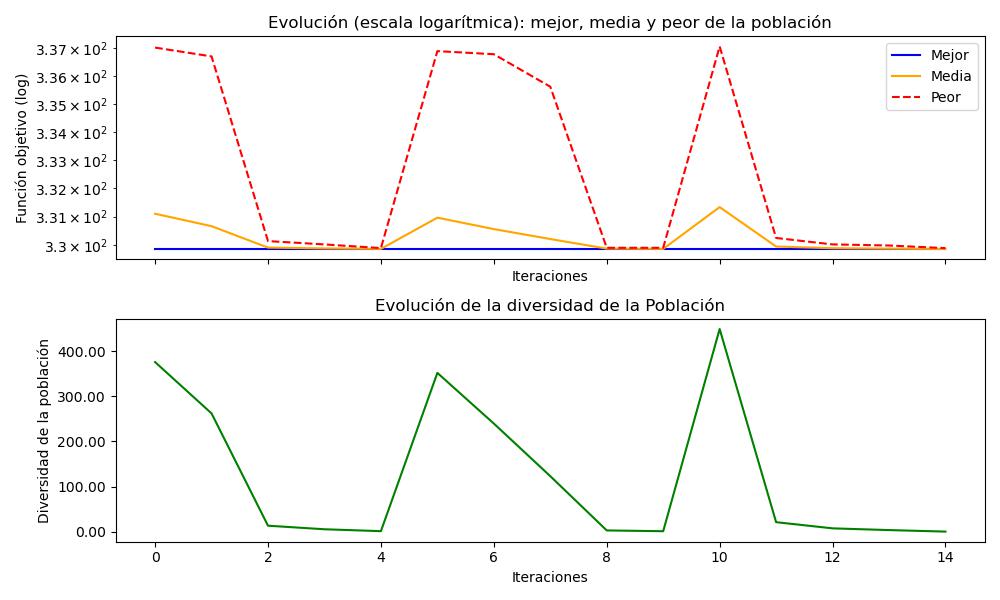 Evolución (escala logarítmica): mejor, media y peor de la población
Función objetivo (log)
3.37 × 10²
3.36 × 10²
3.35 × 10²
3.34 × 10²
3.33 × 10²
3.32 × 10²
3.31 × 10²
3.3 × 10²
Mejor
Media
Peor
Iteraciones
Evolución de la diversidad de la Población
Diversidad de la población
400.00
300.00
200.00
100.00
0.00
0 2 4 6 8 10 12 14
Iteraciones